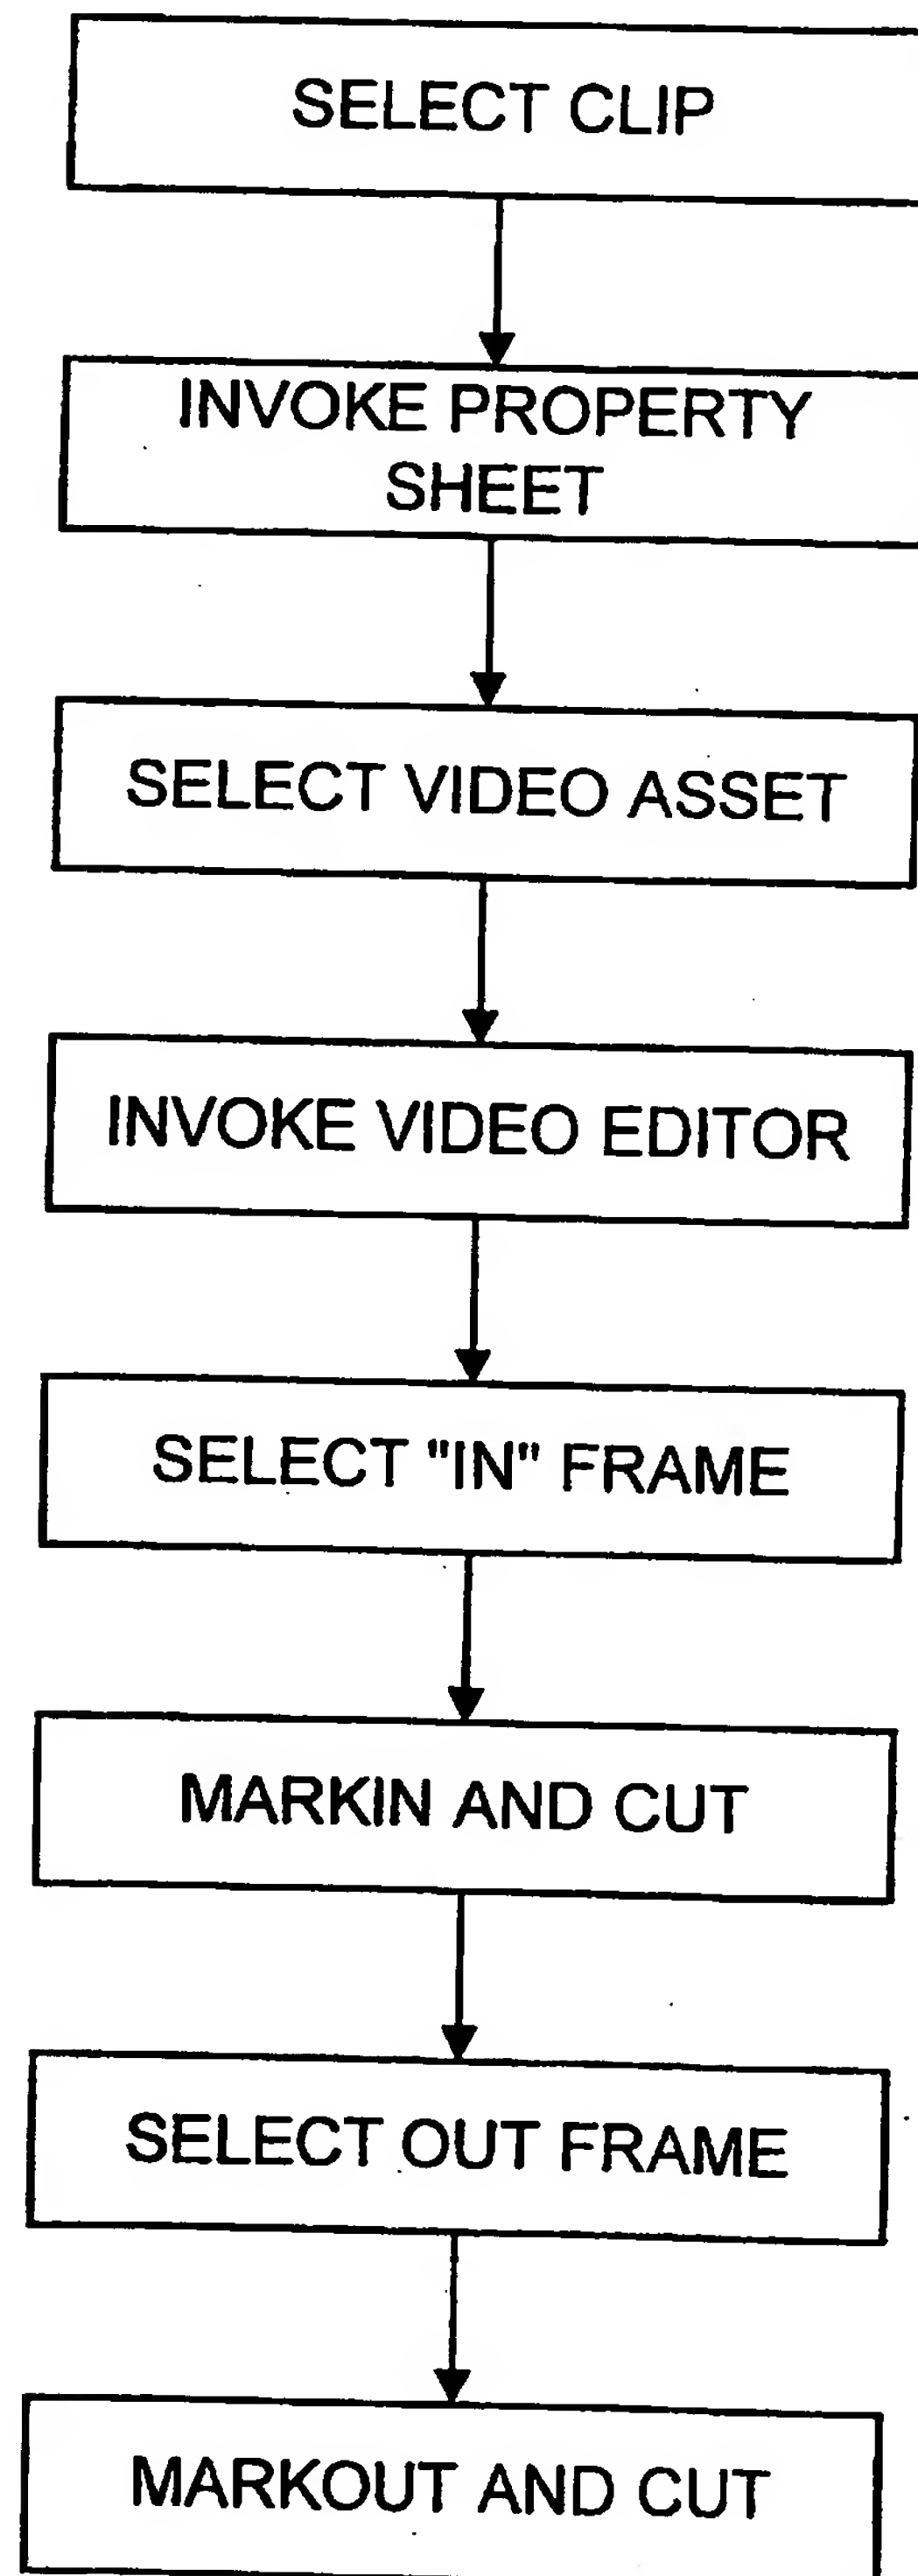 SELECT CLIP
INVOKE PROPERTY
SHEET
SELECT VIDEO ASSET
INVOKE VIDEO EDITOR
SELECT "IN" FRAME
MARKIN AND CUT
SELECT OUT FRAME
MARKOUT AND CUT